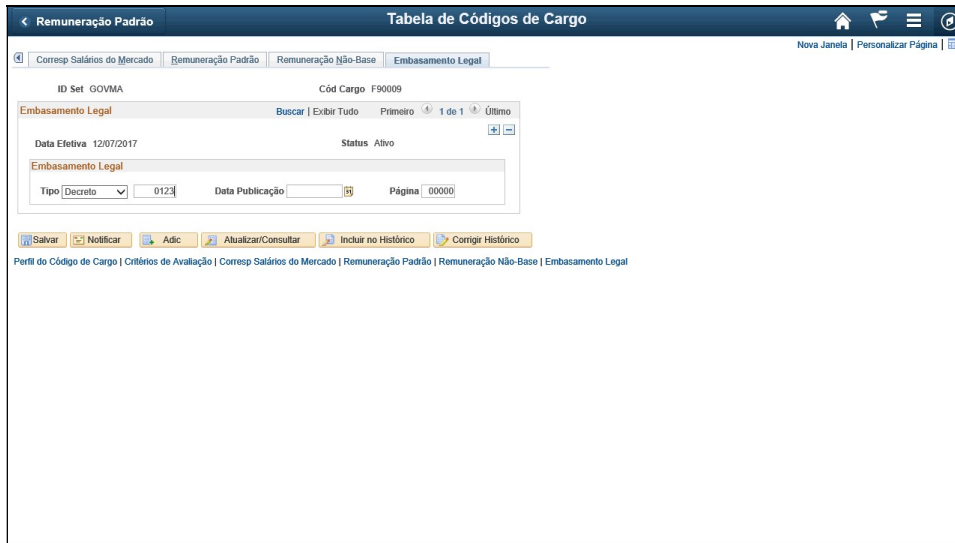 Remuneração Padrão Tabela de Códigos de Cargo
Nova Janela | Personalizar Página |
Corresp Salários do Mercado Remuneração Padrão Remuneração Não-Base Embasamento Legal
ID Set GOVMA Cód Cargo F90009
Embasamento Legal Buscar | Exibir Tudo Primeiro 1 de 1 Último
Data Efetiva 12/07/2017 Status Ativo
Embasamento Legal
Tipo Decreto 0123 Data Publicação 31 Página 00000
Salvar Notificar Adic Atualizar/Consultar Incluir no Histórico Corrigir Histórico
Perfil do Código de Cargo | Critérios de Avaliação | Corresp Salários do Mercado | Remuneração Padrão | Remuneração Não-Base | Embasamento Legal